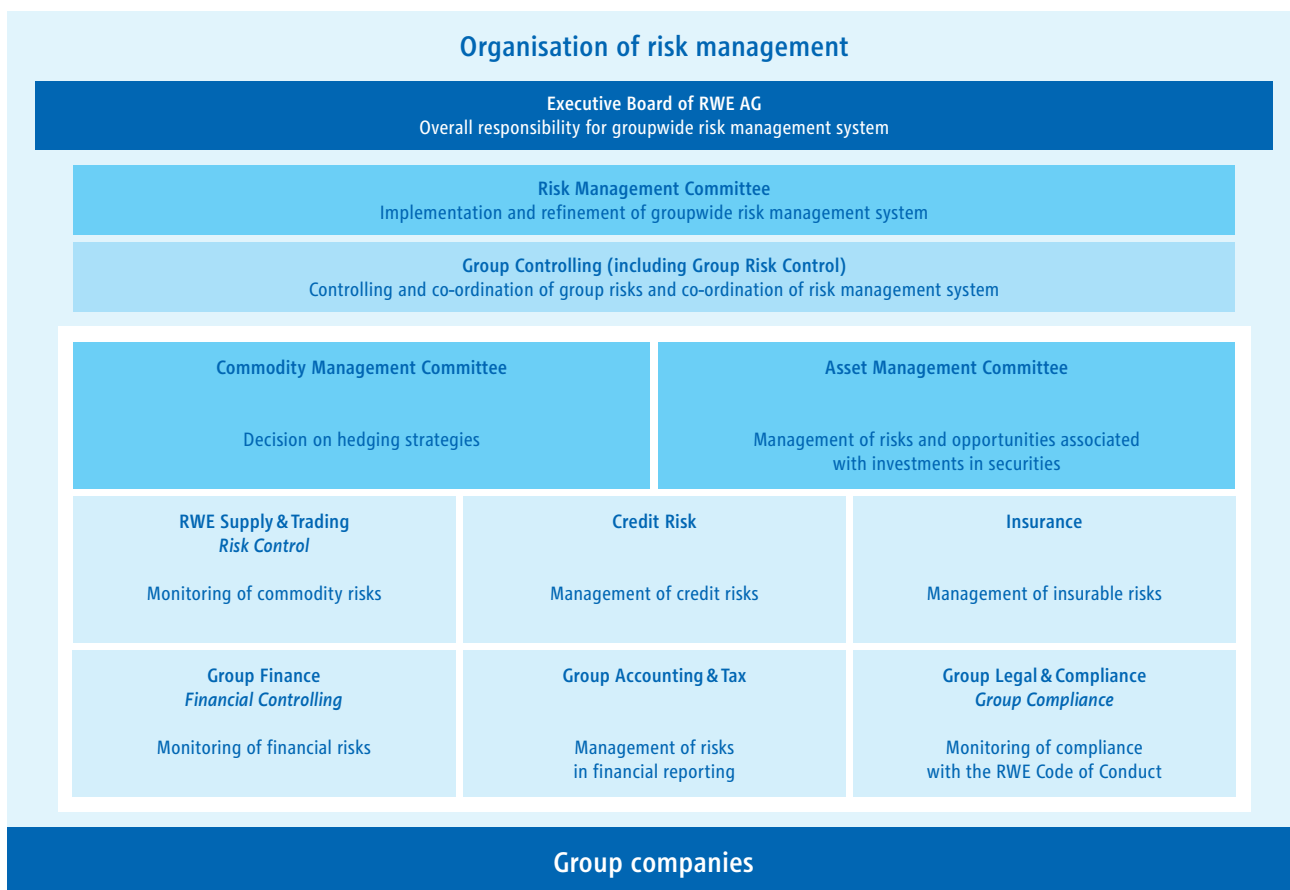 Organisation of risk management
Executive Board of RWE AG
Overall responsibility for groupwide risk management system
Risk Management Committee
Implementation and refinement of groupwide risk management system
Group Controlling (including Group Risk Control)
Controlling and co-ordination of group risks and co-ordination of risk management system
Commodity Management Committee
Decision on hedging strategies
Asset Management Committee
Management of risks and opportunities associated
with investments in securities
RWE Supply & Trading
Risk Control
Monitoring of commodity risks
Credit Risk
Management of credit risks
Insurance
Management of insurable risks
Group Finance
Financial Controlling
Monitoring of financial risks
Group Accounting & Tax
Management of risks
in financial reporting
Group Legal & Compliance
Group Compliance
Monitoring of compliance
with the RWE Code of Conduct
Group companies